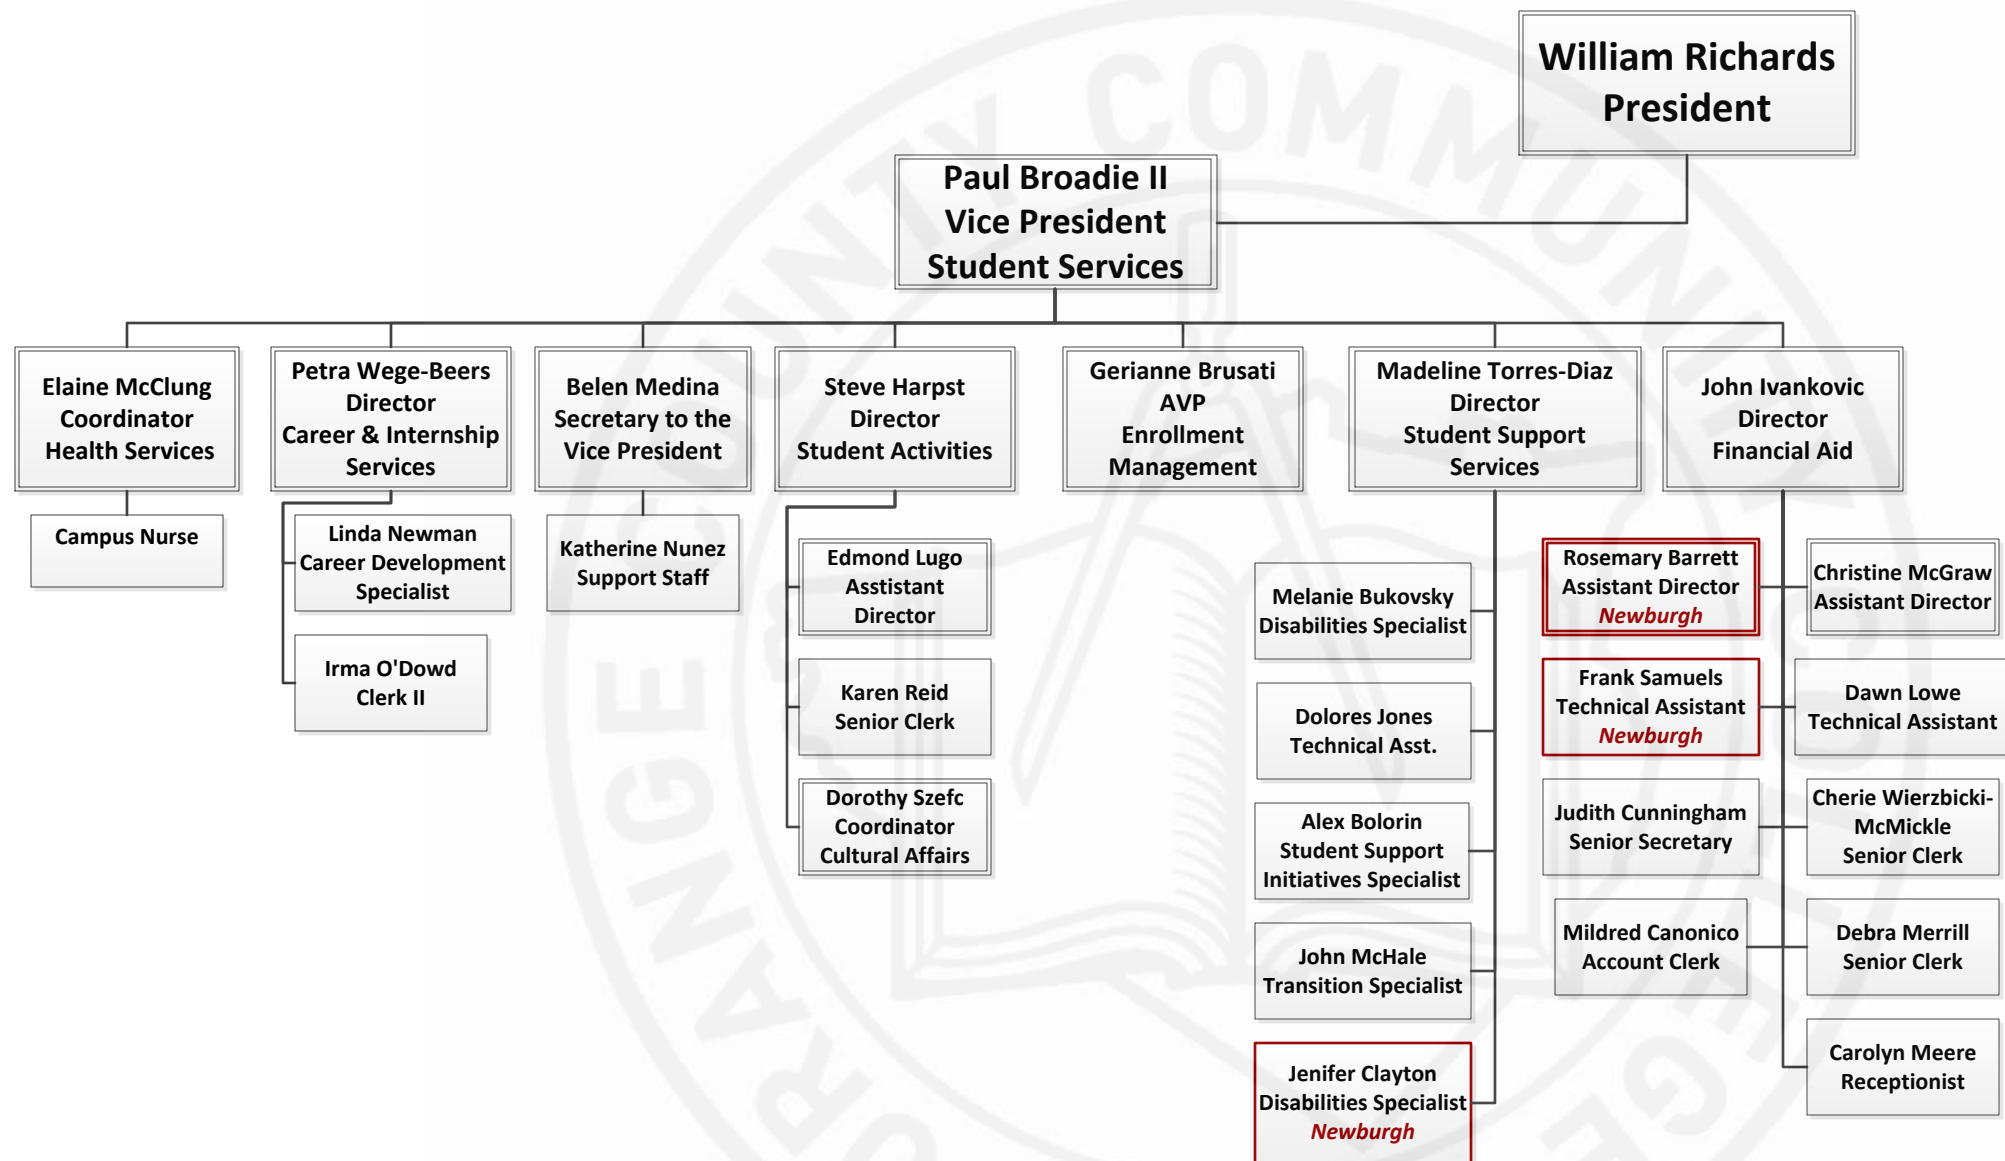 William Richards
President
Paul Broadie II
Vice President
Student Services
Elaine McClung
Coordinator
Health Services
Petra Wege-Beers
Director
Career & Internship
Services
Belen Medina
Secretary to the
Vice President
Steve Harpst
Director
Student Activities
Gerianne Brusati
AVP
Enrollment
Management
Madeline Torres-Diaz
Director
Student Support
Services
John Ivankovic
Director
Financial Aid
Campus Nurse
Linda Newman
Career Development
Specialist
Irma O'Dowd
Clerk II
Katherine Nunez
Support Staff
Edmond Lugo
Asstistant
Director
Karen Reid
Senior Clerk
Dorothy Szefc
Coordinator
Cultural Affairs
Melanie Bukovsky
Disabilities Specialist
Dolores Jones
Technical Asst.
Alex Bolorin
Student Support
Initiatives Specialist
John McHale
Transition Specialist
Jenifer Clayton
Disabilities Specialist
Newburgh
Rosemary Barrett
Assistant Director
Newburgh
Christine McGraw
Assistant Director
Frank Samuels
Technical Assistant
Newburgh
Dawn Lowe
Technical Assistant
Judith Cunningham
Senior Secretary
Cherie Wierzbicki-
McMickle
Senior Clerk
Mildred Canonico
Account Clerk
Debra Merrill
Senior Clerk
Carolyn Meere
Receptionist
ORANGE COUNTY COMMUNITY COLLEGE